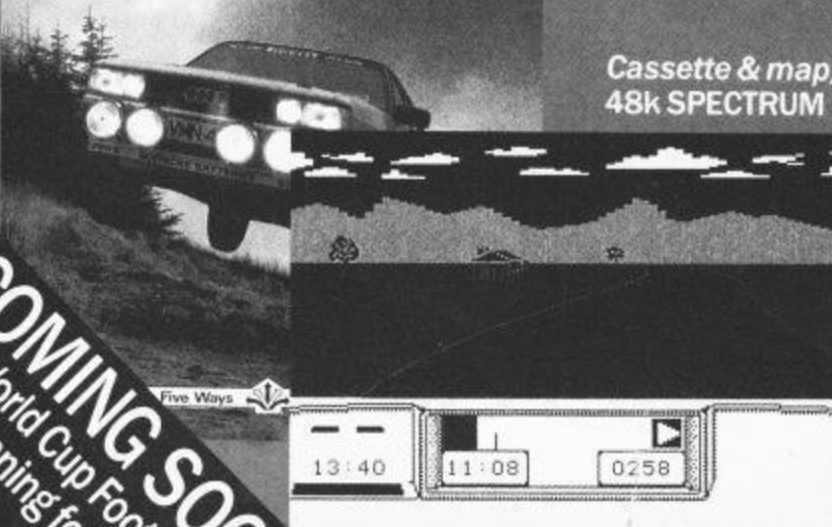 Cassette & map
48k SPECTRUM
Five Ways
13:40
11:08
0258
COMING SOO
World Cup Foot
ning fo